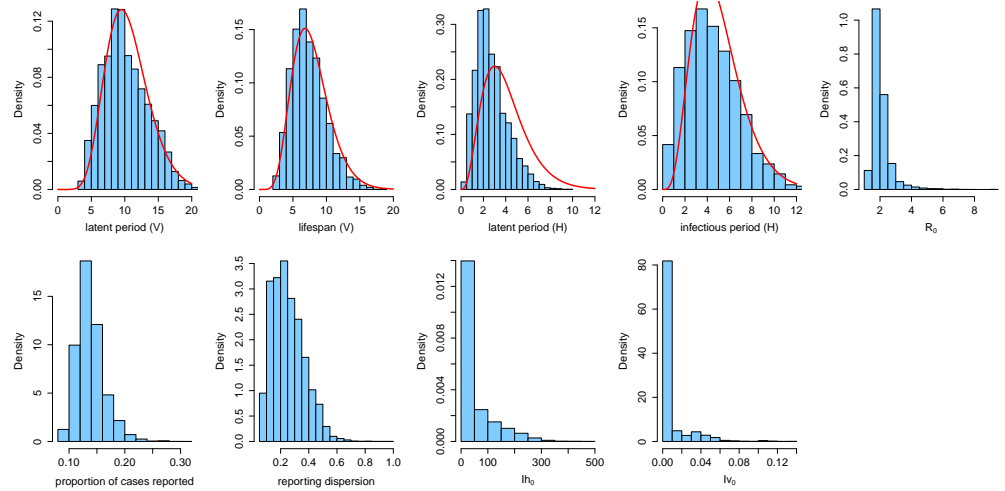 Density
0.00 0.04 0.08 0.12
0 5 10 15 20
latent period (V)
Density
0.00 0.05 0.10 0.15
0 5 10 15 20
lifespan (V)
Density
0.00 0.10 0.20 0.30
0 2 4 6 8 10 12
latent period (H)
Density
0.00 0.05 0.10 0.15
0 2 4 6 8 10 12
infectious period (H)
Density
0.0 0.2 0.4 0.6 0.8 1.0
2 4 6 8
R₀
Density
0 5 10 15
0.10 0.20 0.30
proportion of cases reported
Density
0.0 0.5 1.0 1.5 2.0 2.5 3.0 3.5
0.2 0.4 0.6 0.8 1.0
reporting dispersion
Density
0.000 0.004 0.008 0.012
0 100 300 500
Ih₀
Density
0 20 40 60 80
0.00 0.04 0.08 0.12
Iv₀